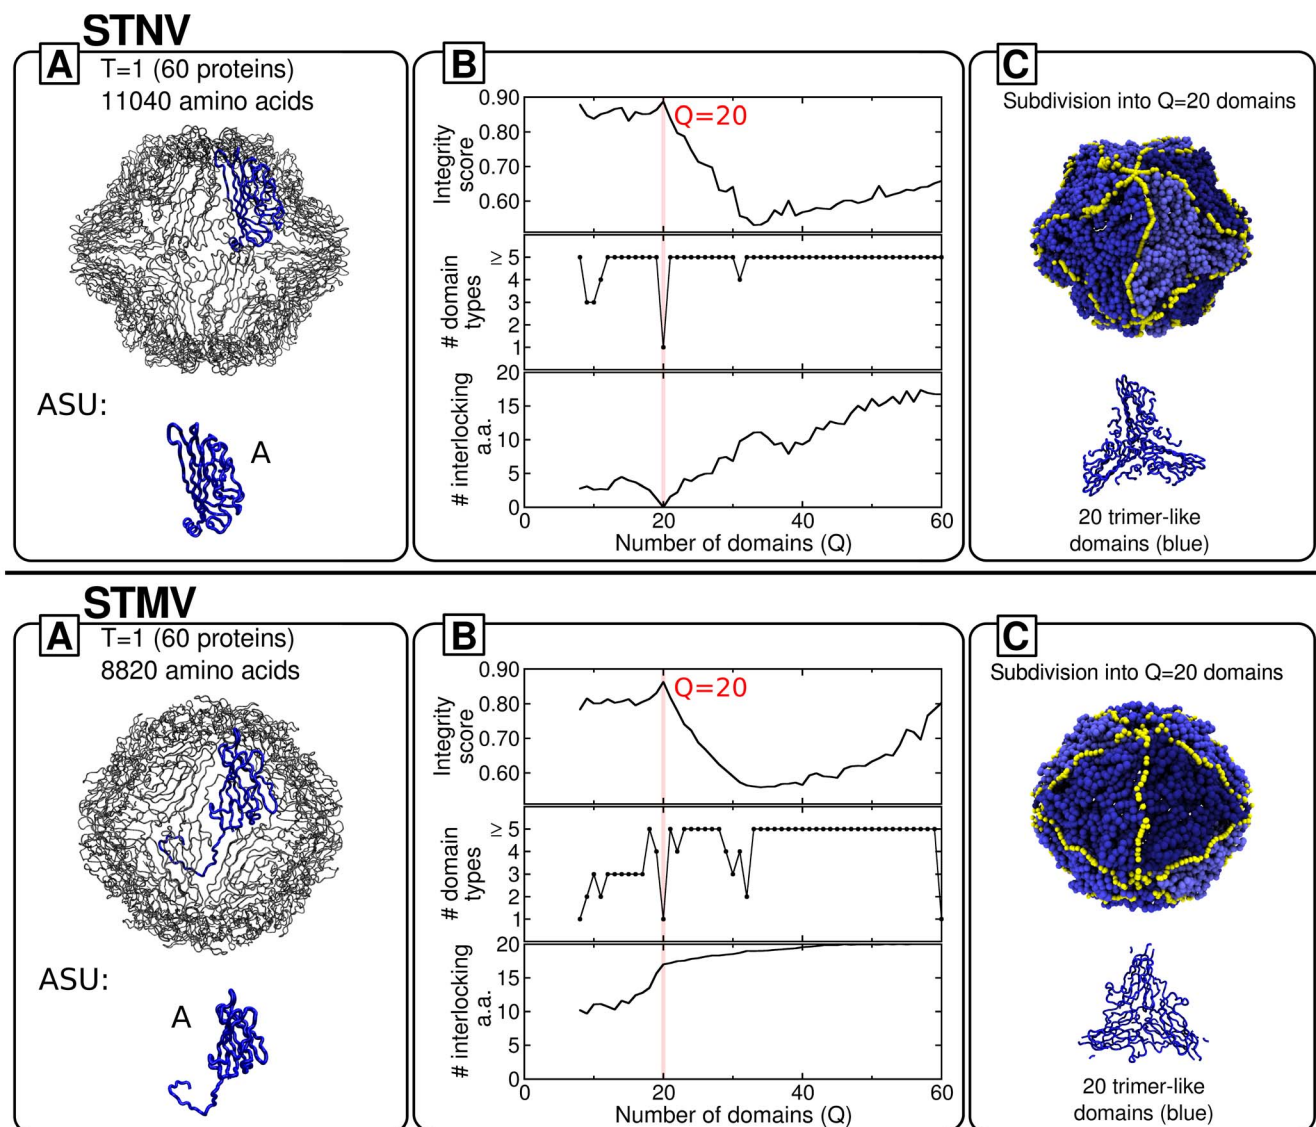 STNV
A
T=1 (60 proteins)
11040 amino acids
ASU:
A
B
Integrity
score
0.90
0.80
0.70
0.60
Q=20
# domain
types
≥ 5
4
3
2
1
# interlocking
a.a.
20
15
10
5
0
0
20
40
60
Number of domains (Q)
C
Subdivision into Q=20 domains
20 trimer-like
domains (blue)
STMV
A
T=1 (60 proteins)
8820 amino acids
ASU:
A
B
Integrity
score
0.90
0.80
0.70
0.60
Q=20
# domain
types
≥ 5
4
3
2
1
# interlocking
a.a.
20
15
10
5
0
0
20
40
60
Number of domains (Q)
C
Subdivision into Q=20 domains
20 trimer-like
domains (blue)